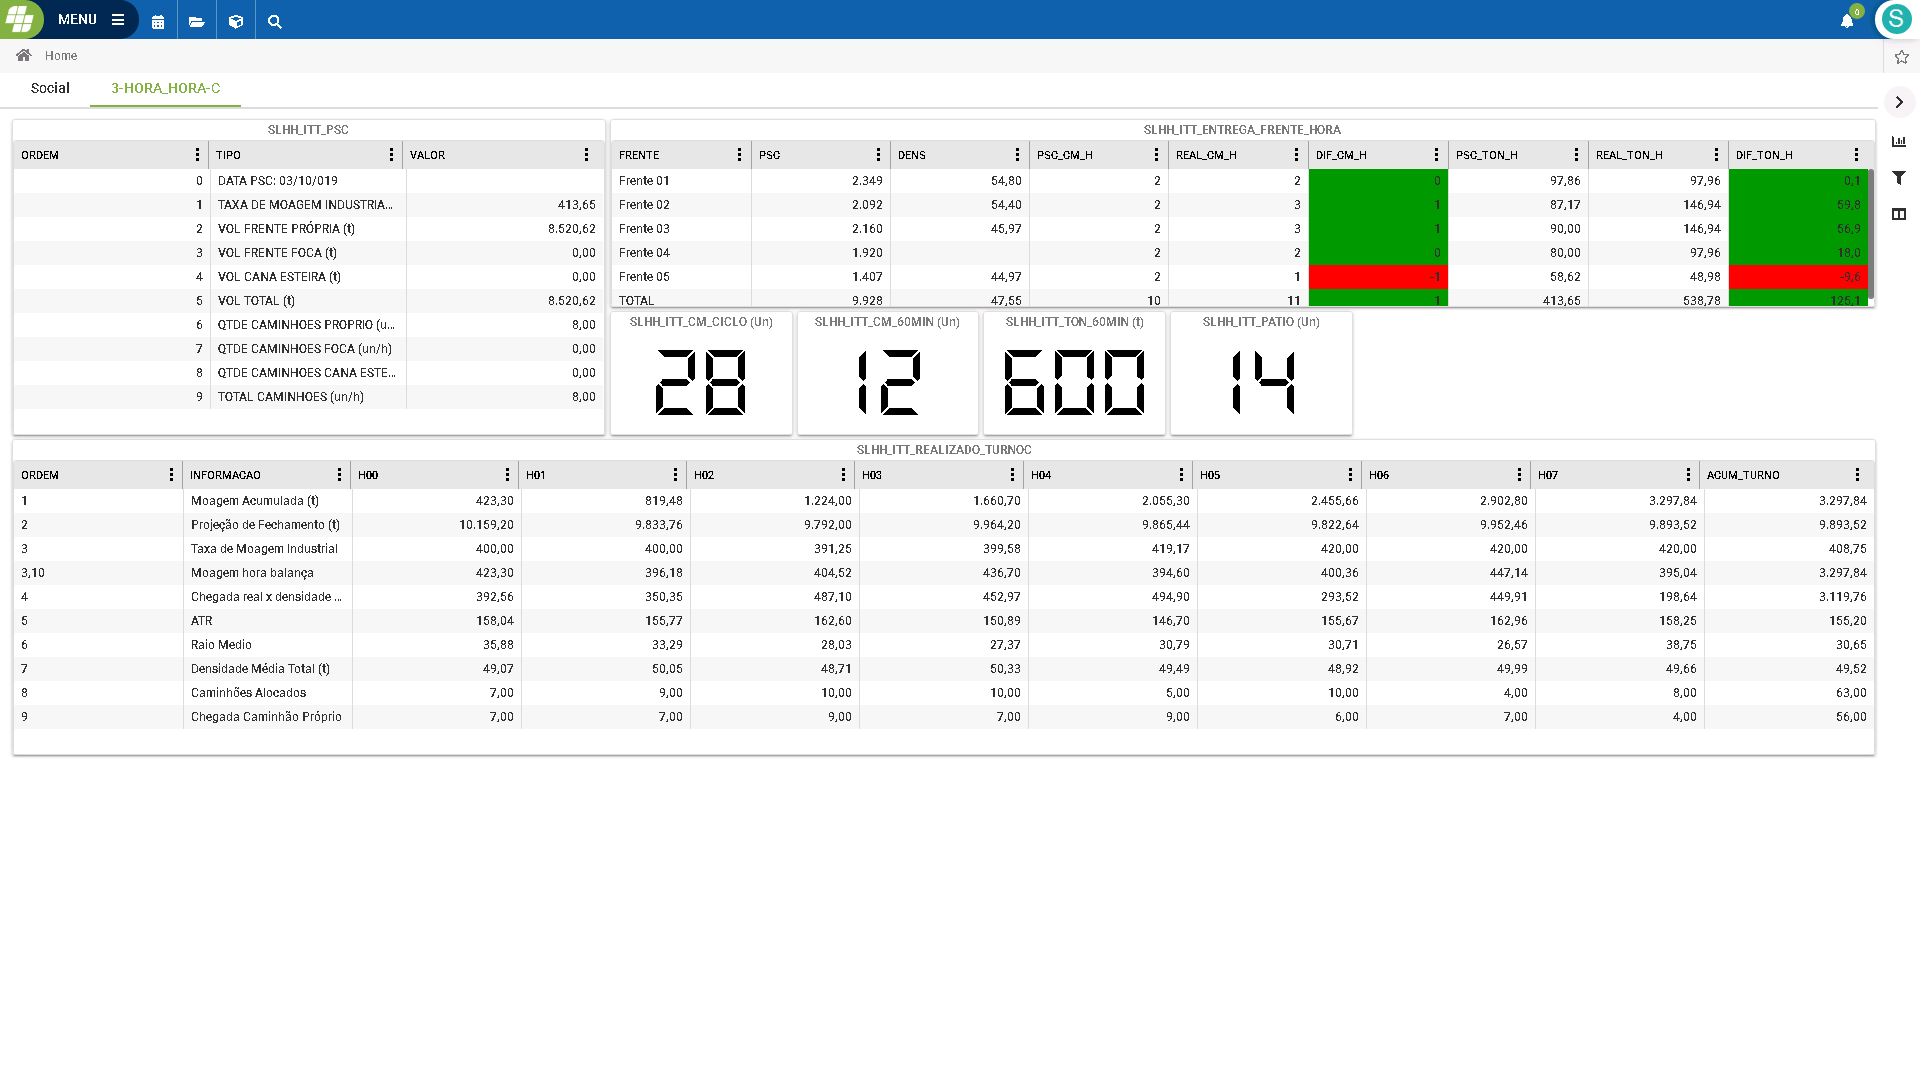 MENU
0
S
Home
Social 3-HORA_HORA-C
SLHH_ITT_PSC
ORDEM TIPO VALOR
0 DATA PSC: 03/10/019
1 TAXA DE MOAGEM INDUSTRIA... 413,65
2 VOL FRENTE PRÓPRIA (t) 8.520,62
3 VOL FRENTE FOCA (t) 0,00
4 VOL CANA ESTEIRA (t) 0,00
5 VOL TOTAL (t) 8.520,62
6 QTDE CAMINHOES PROPRIO (u... 8,00
7 QTDE CAMINHOES FOCA (un/h) 0,00
8 QTDE CAMINHOES CANA ESTE... 0,00
9 TOTAL CAMINHOES (un/h) 8,00
SLHH_ITT_ENTREGA_FRENTE_HORA
FRENTE PSC DENS PSC_CM_H REAL_CM_H DIF_CM_H PSC_TON_H REAL_TON_H DIF_TON_H
Frente 01 2.349 54,80 2 2 0 97,86 97,96 0,1
Frente 02 2.092 54,40 2 3 1 87,17 146,94 59,8
Frente 03 2.160 45,97 2 3 1 90,00 146,94 56,9
Frente 04 1.920 2 2 0 80,00 97,96 18,0
Frente 05 1.407 44,97 2 1 -1 58,62 48,98 -9,6
TOTAL 9.928 47,55 10 11 1 413,65 538,78 125,1
SLHH_ITT_CM_CICLO (Un)
28
SLHH_ITT_CM_60MIN (Un)
12
SLHH_ITT_TON_60MIN (t)
600
SLHH_ITT_PATIO (Un)
14
SLHH_ITT_REALIZADO_TURNOC
ORDEM INFORMACAO H00 H01 H02 H03 H04 H05 H06 H07 ACUM_TURNO
1 Moagem Acumulada (t) 423,30 819,48 1.224,00 1.660,70 2.055,30 2.455,66 2.902,80 3.297,84 3.297,84
2 Projeção de Fechamento (t) 10.159,20 9.833,76 9.792,00 9.964,20 9.865,44 9.822,64 9.952,46 9.893,52 9.893,52
3 Taxa de Moagem Industrial 400,00 400,00 391,25 399,58 419,17 420,00 420,00 420,00 408,75
3,10 Moagem hora balança 423,30 396,18 404,52 436,70 394,60 400,36 447,14 395,04 3.297,84
4 Chegada real x densidade ... 392,56 350,35 487,10 452,97 494,90 293,52 449,91 198,64 3.119,76
5 ATR 158,04 155,77 162,60 150,89 146,70 155,67 162,96 158,25 155,20
6 Raio Medio 35,88 33,29 28,03 27,37 30,79 30,71 26,57 38,75 30,65
7 Densidade Média Total (t) 49,07 50,05 48,71 50,33 49,49 48,92 49,99 49,66 49,52
8 Caminhões Alocados 7,00 9,00 10,00 10,00 5,00 10,00 4,00 8,00 63,00
9 Chegada Caminhão Próprio 7,00 7,00 9,00 7,00 9,00 6,00 7,00 4,00 56,00